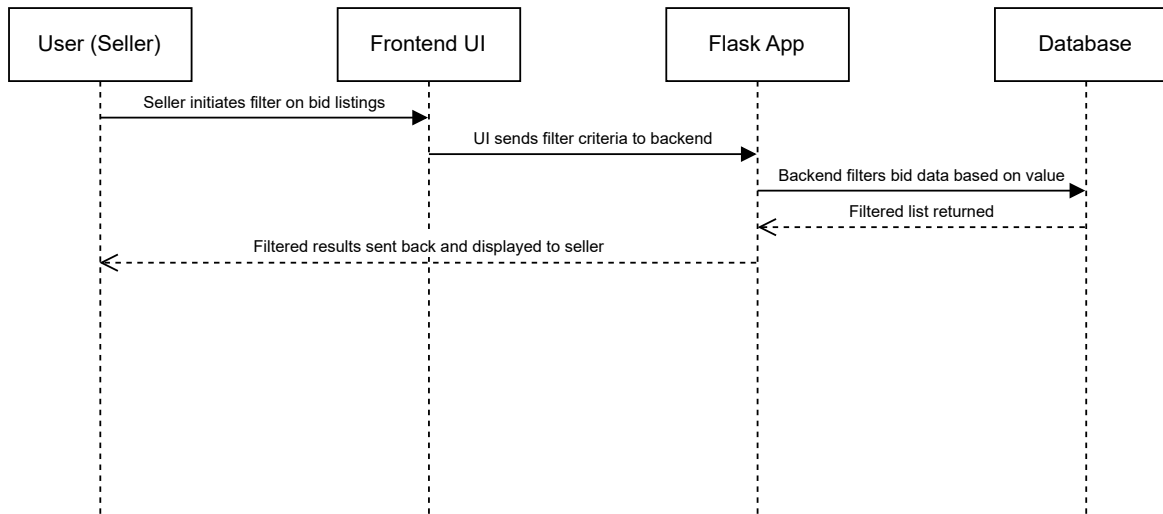 User (Seller)
Frontend UI
Flask App
Database
Seller initiates filter on bid listings
UI sends filter criteria to backend
Backend filters bid data based on value
Filtered list returned
Filtered results sent back and displayed to seller